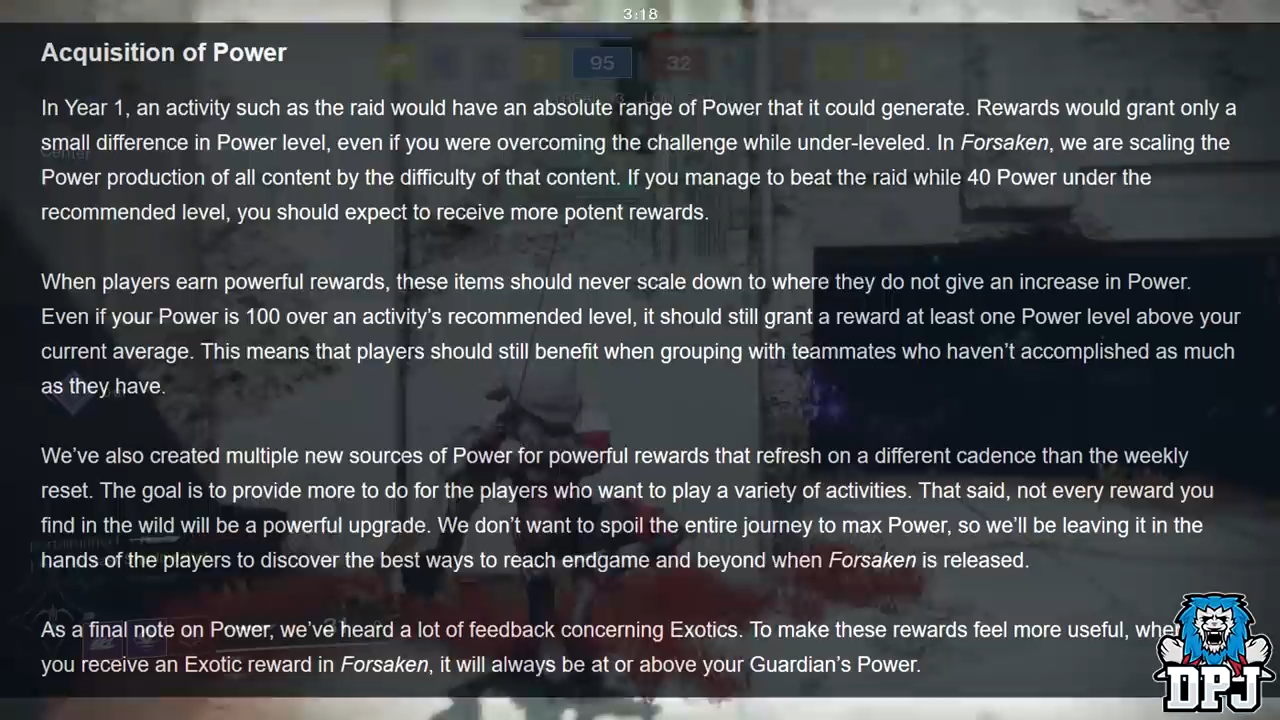 3:18
95 32
Acquisition of Power
In Year 1, an activity such as the raid would have an absolute range of Power that it could generate. Rewards would grant only a
small difference in Power level, even if you were overcoming the challenge while under-leveled. In Forsaken, we are scaling the
Power production of all content by the difficulty of that content. If you manage to beat the raid while 40 Power under the
recommended level, you should expect to receive more potent rewards.
When players earn powerful rewards, these items should never scale down to where they do not give an increase in Power.
Even if your Power is 100 over an activity’s recommended level, it should still grant a reward at least one Power level above your
current average. This means that players should still benefit when grouping with teammates who haven’t accomplished as much
as they have.
We’ve also created multiple new sources of Power for powerful rewards that refresh on a different cadence than the weekly
reset. The goal is to provide more to do for the players who want to play a variety of activities. That said, not every reward you
find in the wild will be a powerful upgrade. We don’t want to spoil the entire journey to max Power, so we’ll be leaving it in the
hands of the players to discover the best ways to reach endgame and beyond when Forsaken is released.
As a final note on Power, we’ve heard a lot of feedback concerning Exotics. To make these rewards feel more useful,
you receive an Exotic reward in Forsaken, it will always be at or above your Guardian’s Power.
DPJ